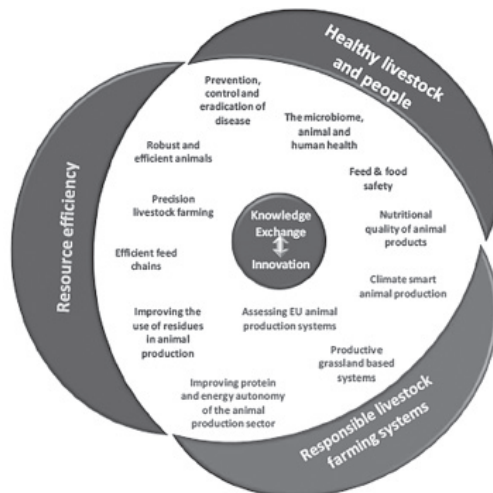 Healthy livestock
and people
Prevention,
control and
eradication of
disease
The microbiome,
animal and
human health
Robust and
efficient animals
Feed & food
safety
Resource efficiency
Precision
livestock farming
Knowledge
Exchange
Innovation
Nutritional
quality of animal
products
Efficient feed
chains
Climate smart
animal production
Improving the
use of residues
in animal
production
Assessing EU animal
production systems
Productive
grassland based
systems
Improving protein
and energy autonomy
of the animal
production sector
Responsible livestock
farming systems